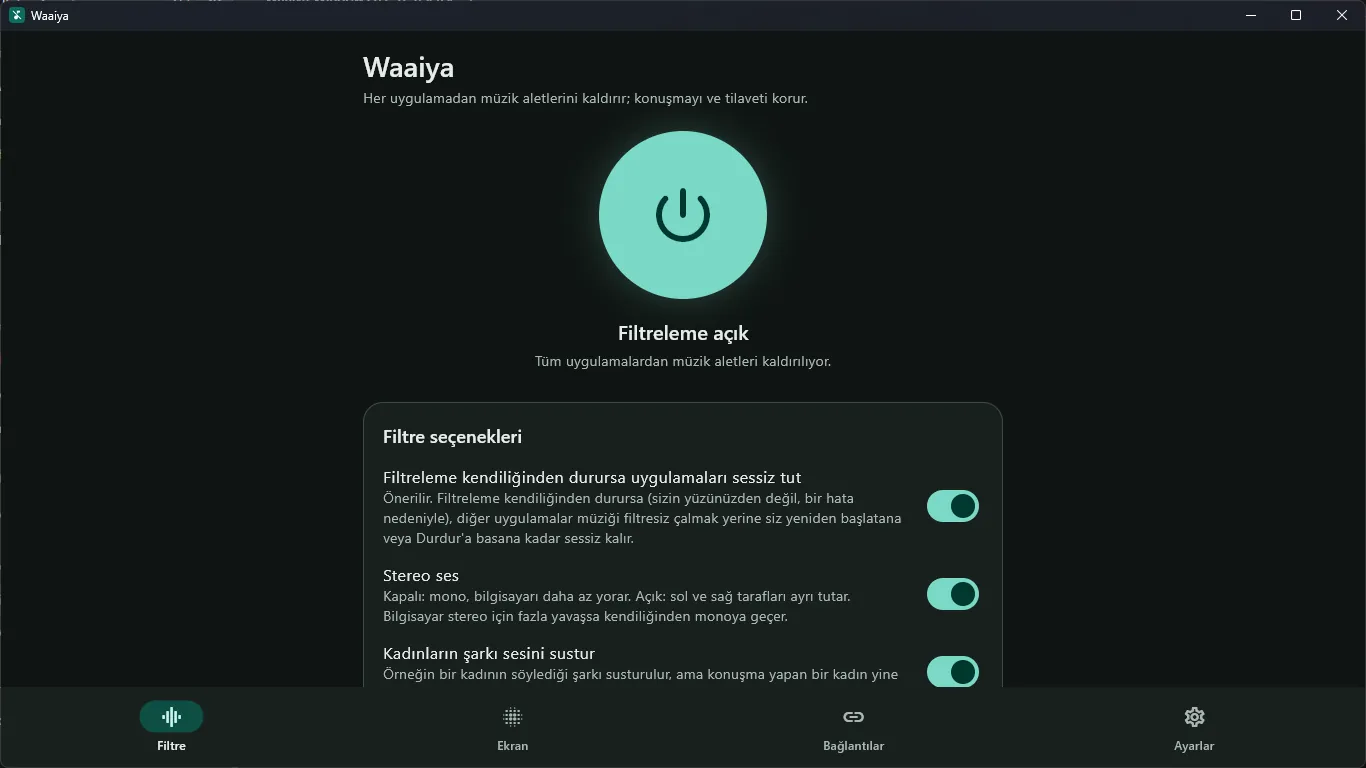 Waaiya
Waaiya
Her uygulamadan müzik aletlerini kaldırır; konuşmayı ve tilaveti korur.
Filtreleme açık
Tüm uygulamalardan müzik aletleri kaldırılıyor.
Filtre seçenekleri
Filtreleme kendiliğinden durursa uygulamaları sessiz tut
Önerilir. Filtreleme kendiliğinden durursa (sizin yüzünüzden değil, bir hata
nedeniyle), diğer uygulamalar müziği filtresiz çalmak yerine siz yeniden başlatana
veya Durdur'a basana kadar sessiz kalır.
Stereo ses
Kapalı: mono, bilgisayarı daha az yorar. Açık: sol ve sağ tarafları ayrı tutar.
Bilgisayar stereo için fazla yavaşsa kendiliğinden monoya geçer.
Kadınların şarkı sesini sustur
Örneğin bir kadının söylediği şarkı susturulur, ama konuşma yapan bir kadın yine
Filtre
Ekran
Bağlantılar
Ayarlar